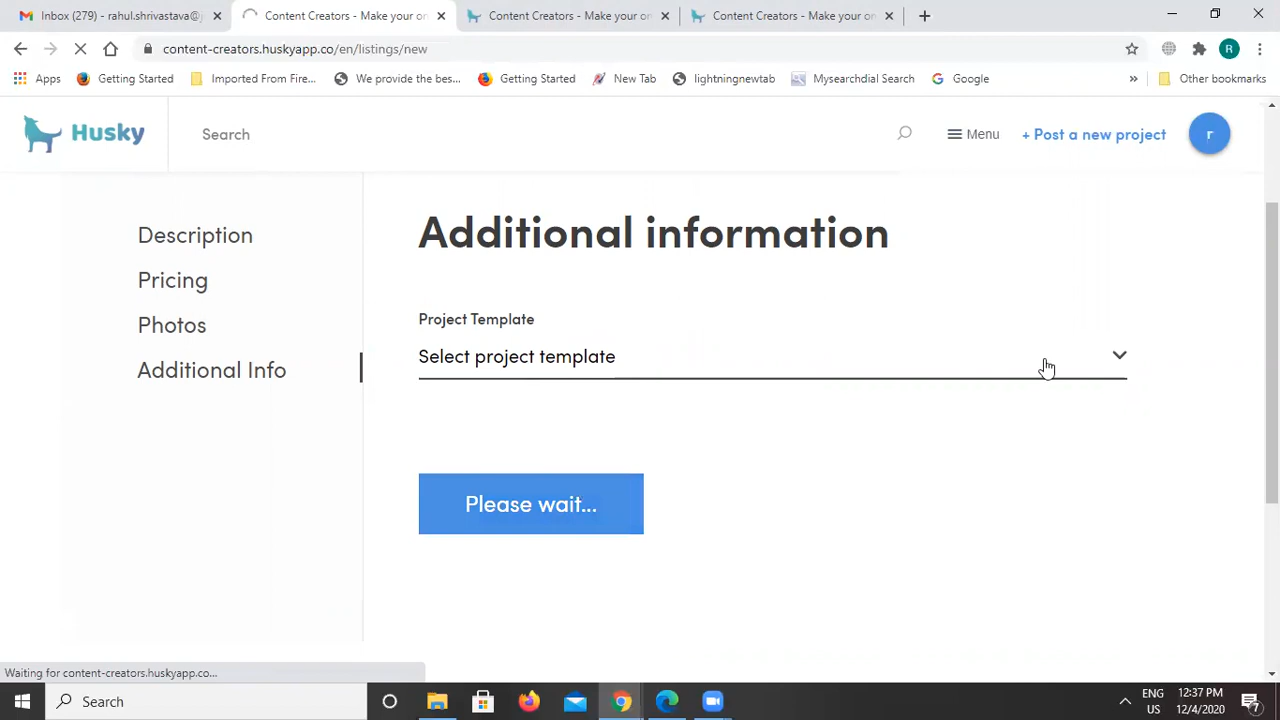 Inbox (279) - rahul.shrivastava@j
Content Creators - Make your on
Content Creators - Make your on
Content Creators - Make your on
content-creators.huskyapp.co/en/listings/new
R
Apps
Getting Started
Imported From Fire...
We provide the bes...
Getting Started
New Tab
lightningnewtab
Mysearchdial Search
Google
»
Other bookmarks
Husky
Search
Menu
+ Post a new project
r
Description
Pricing
Photos
Additional Info
Additional information
Project Template
Select project template
Please wait...
Waiting for content-creators.huskyapp.co...
Search
ENG
US
12:37 PM
12/4/2020
7